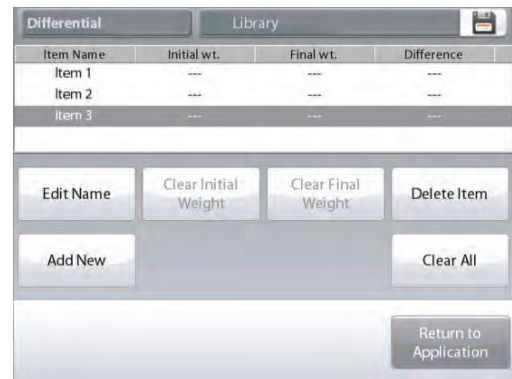 Differential Library
Item Name Initial wt. Final wt. Difference
Item 1 --- --- ---
Item 2 --- --- ---
Item 3 --- --- ---
Edit Name
Clear Initial
Weight
Clear Final
Weight
Delete Item
Add New
Clear All
Return to
Application